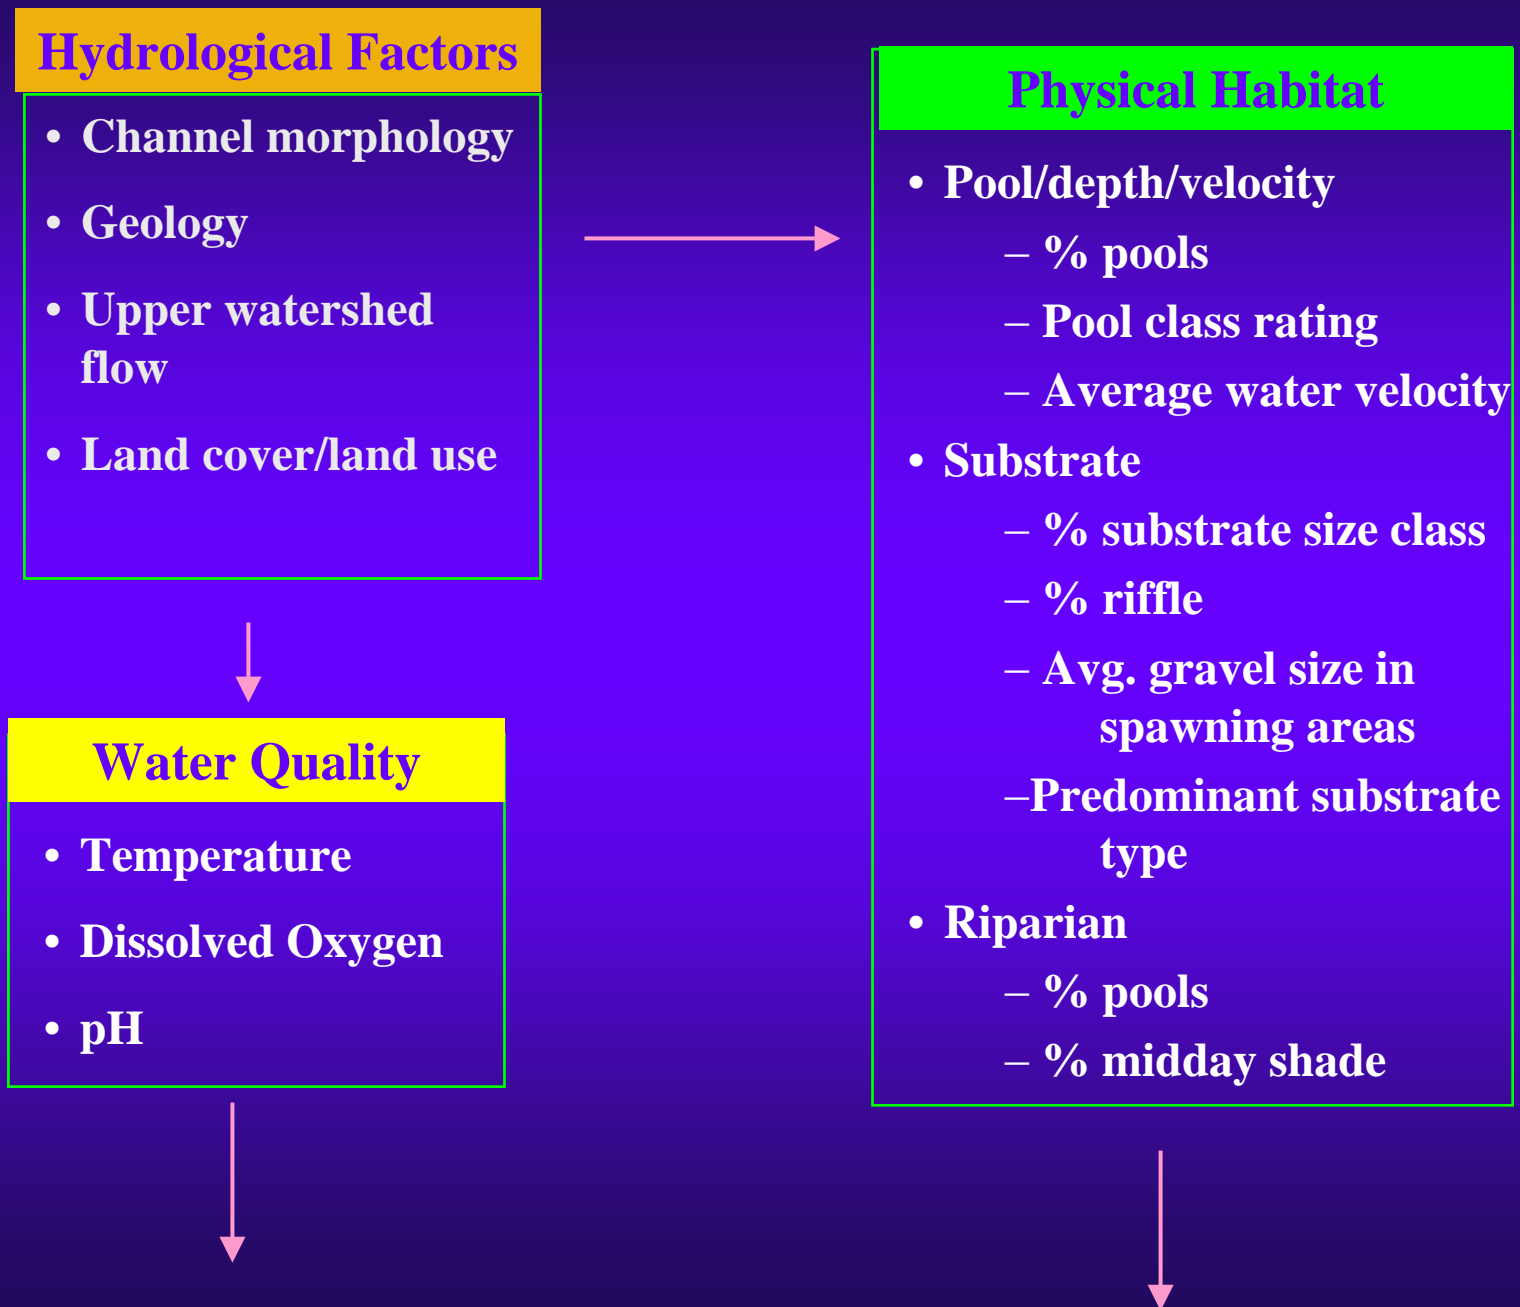 Hydrological Factors
• Channel morphology
• Geology
• Upper watershed
flow
• Land cover/land use
Water Quality
• Temperature
• Dissolved Oxygen
• pH
Physical Habitat
• Pool/depth/velocity
– % pools
– Pool class rating
– Average water velocity
• Substrate
– % substrate size class
– % riffle
– Avg. gravel size in
spawning areas
–Predominant substrate
type
• Riparian
– % pools
– % midday shade